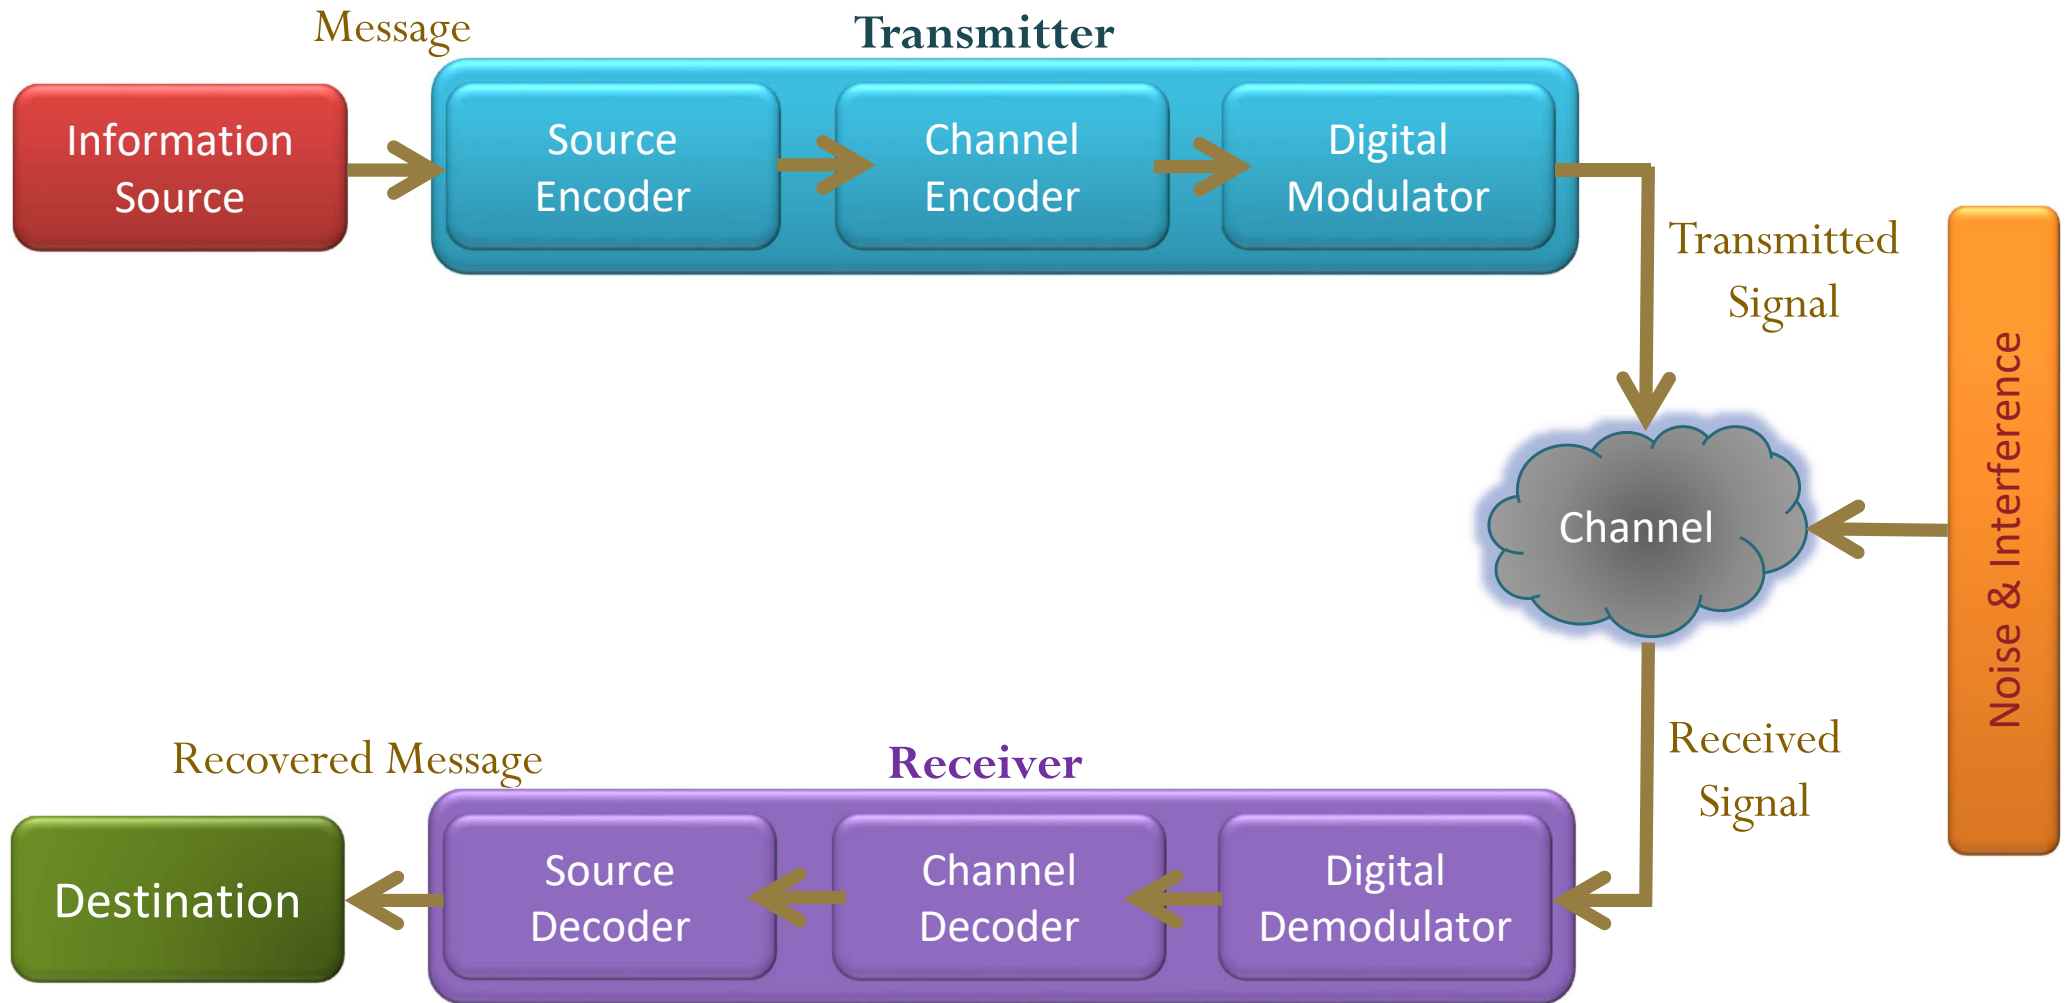 Message
Transmitter
Information
Source
Source
Encoder
Channel
Encoder
Digital
Modulator
Transmitted
Signal
Noise & Interference
Channel
Received
Signal
Recovered Message
Receiver
Destination
Source
Decoder
Channel
Decoder
Digital
Demodulator